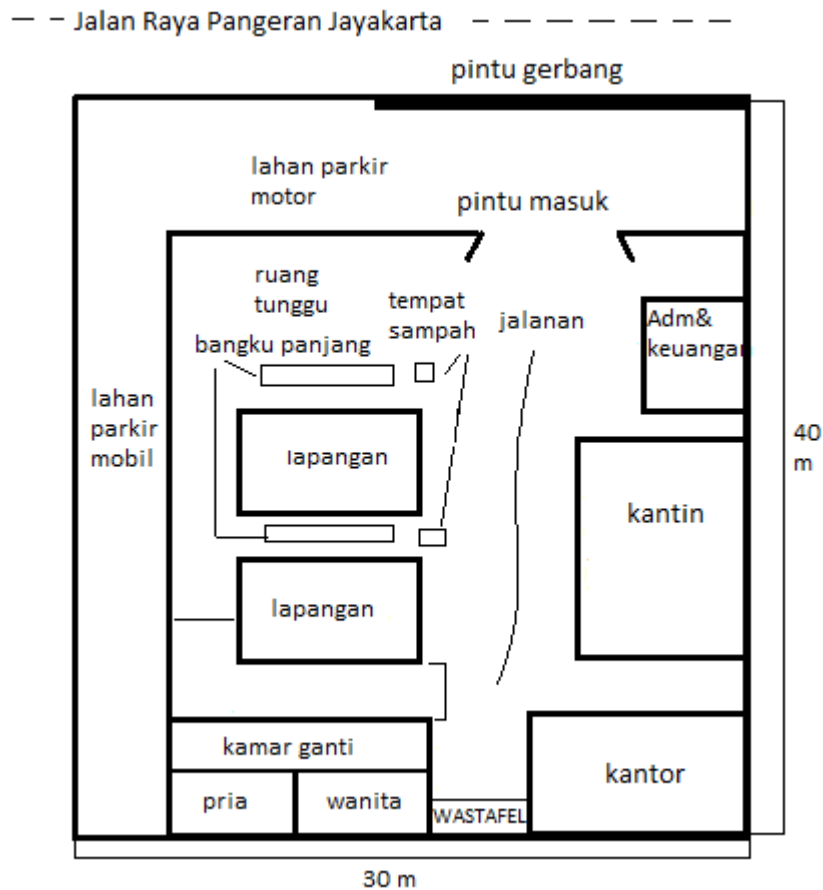 Jalan Raya Pangeran Jayakarta
pintu gerbang
lahan parkir
motor
pintu masuk
ruang
tunggu
tempat
sampah
jalanan
Adm&
keuangan
bangku panjang
lahan
parkir
mobil
lapangan
40
m
kantin
lapangan
kamar ganti
pria
wanita
WASTAFEL
kantor
30 m